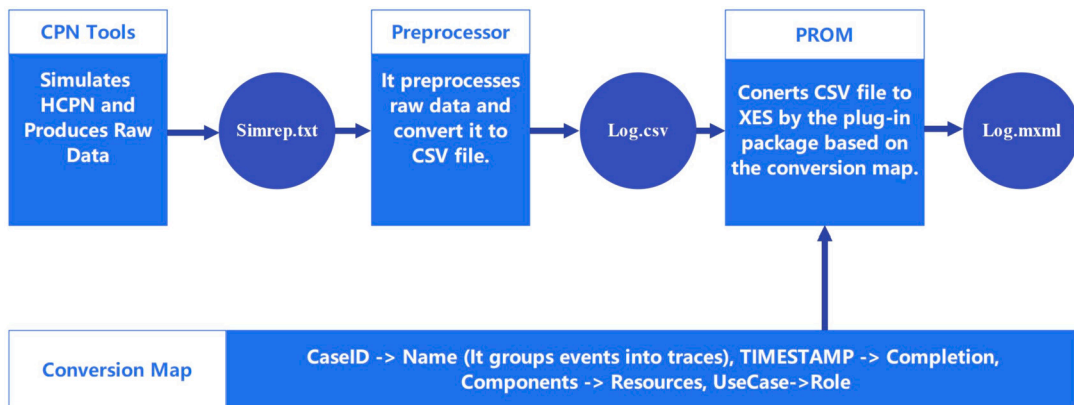 CPN Tools
Simulates
HCPN and
Produces Raw
Data
Simrep.txt
Preprocessor
It preprocesses
raw data and
convert it to
CSV file.
Log.csv
PROM
Conerts CSV file to
XES by the plug-in
package based on
the conversion map.
Log.mxml
Conversion Map
CaseID -> Name (It groups events into traces), TIMESTAMP -> Completion,
Components -> Resources, UseCase->Role